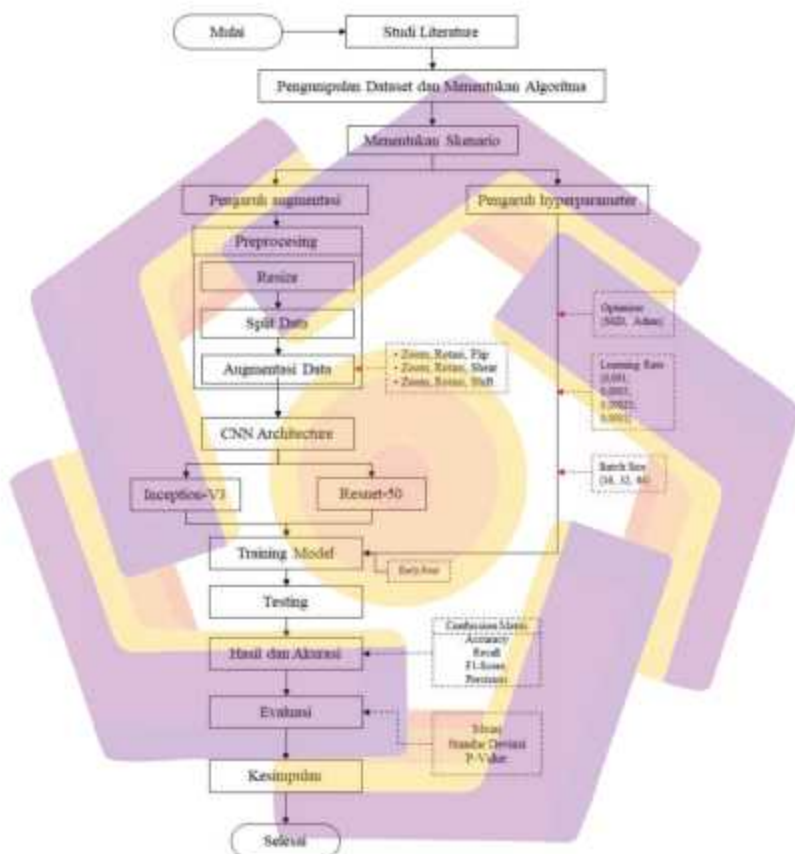 Mulai
Studi Literature
Pengumpulan Dataset dan Menentukan Algoritma
Menentukan Skenario
Pengaruh augmentasi
Pengaruh hyperparameter
Preprocesing
Resize
Split Data
Augmentasi Data
• Zoom, Rotasi, Flip
• Zoom, Rotasi, Shear
• Zoom, Rotasi, Shift
Optimizer
(SGD, Adam)
Learning Rate
CNN Architecture
Batch Size
(16, 32, 64)
Inception-V3
Resnet-50
Training Model
Testing
Confussion Matrix
Accuracy
Recall
F1-Score
Hasil dan Akurasi
Evaluasi
Mean
Standar Deviasi
P-Value
Kesimpulan
Selesai